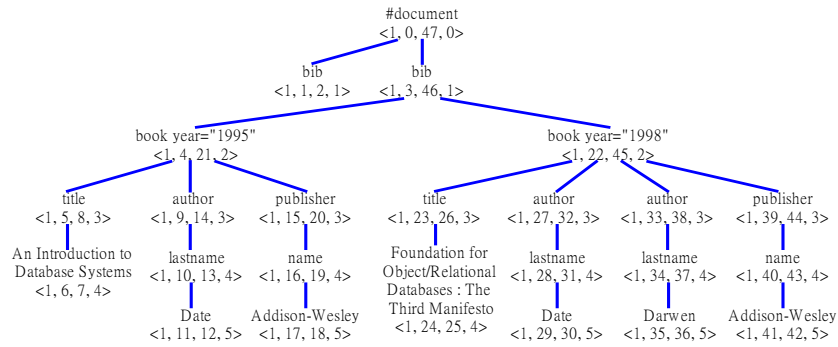 #document
<1, 0, 47, 0>
bib
<1, 1, 2, 1>
bib
<1, 3, 46, 1>
book year="1995"
<1, 4, 21, 2>
book year="1998"
<1, 22, 45, 2>
title
<1, 5, 8, 3>
author
<1, 9, 14, 3>
publisher
<1, 15, 20, 3>
title
<1, 23, 26, 3>
author
<1, 27, 32, 3>
author
<1, 33, 38, 3>
publisher
<1, 39, 44, 3>
An Introduction to
Database Systems
<1, 6, 7, 4>
lastname
<1, 10, 13, 4>
name
<1, 16, 19, 4>
Foundation for
Object/Relational
Databases : The
Third Manifesto
<1, 24, 25, 4>
lastname
<1, 28, 31, 4>
lastname
<1, 34, 37, 4>
name
<1, 40, 43, 4>
Date
<1, 11, 12, 5>
Addison-Wesley
<1, 17, 18, 5>
Date
<1, 29, 30, 5>
Darwen
<1, 35, 36, 5>
Addison-Wesley
<1, 41, 42, 5>